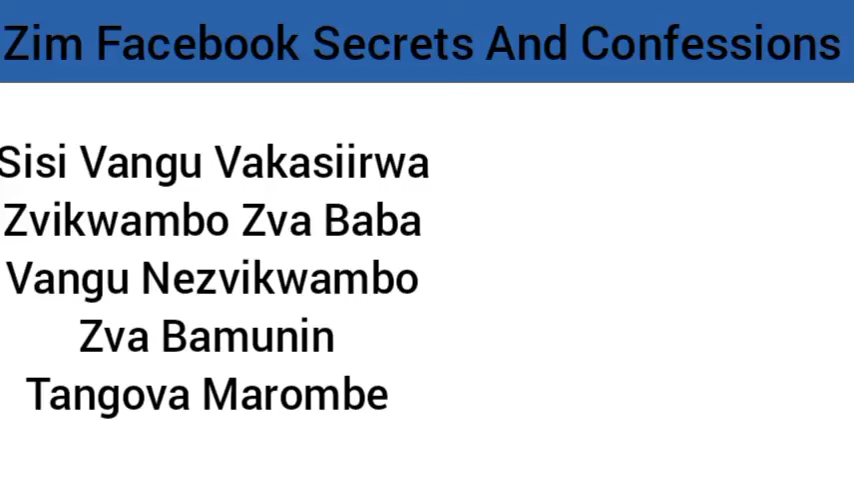 Zim Facebook Secrets And Confessions
Sisi Vangu Vakasiirwa
Zvikwambo Zva Baba
Vangu Nezvikwambo
Zva Bamunin
Tangova Marombe